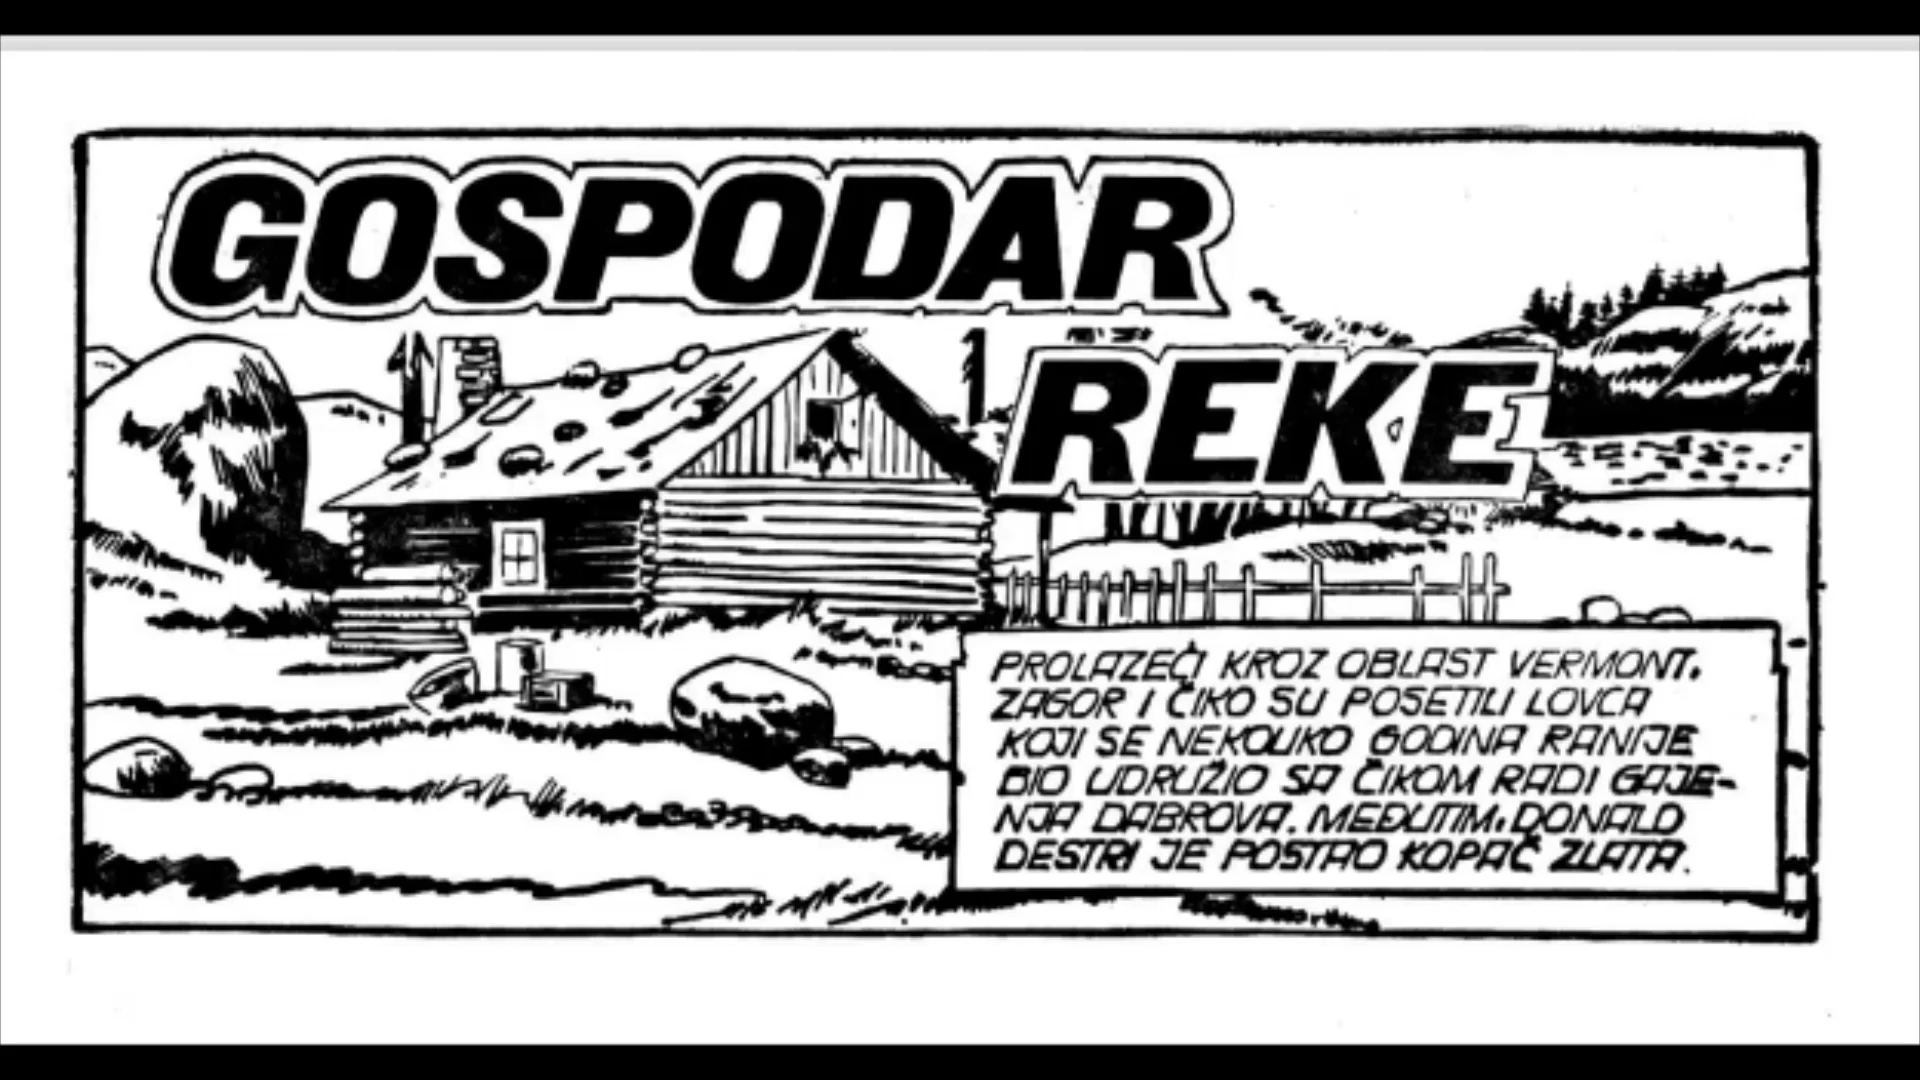 GOSPODAR
REKE
PROLAZEĆI KROZ OBLAST VERMONT,
ZAGOR I ČIKO SU POSETILI LOVCA
KOJI SE NEKOLIKO GODINA RANIJE
BIO UDRUŽIO SA ČIKOM RADI GAJE-
NJA DABROVA. MEĐUTIM, DONALD
DESTRI JE POSTAO KOPAČ ZLATA.